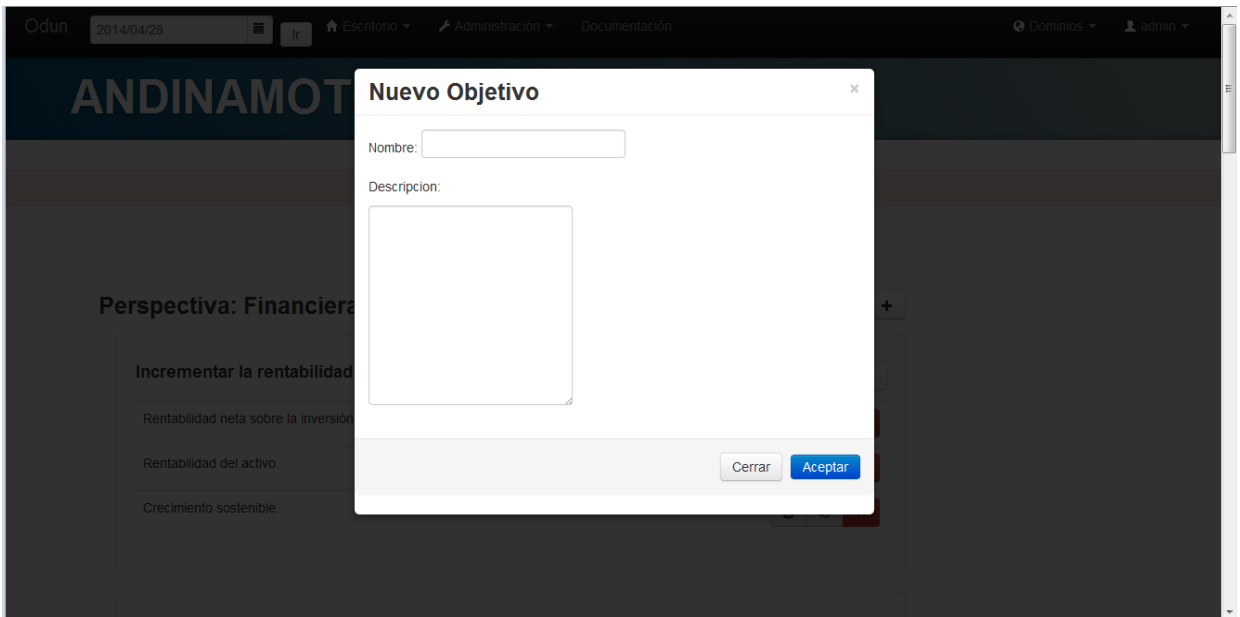 Odun 2014/04/28 Ir Escritorio Administración Documentación Dominios admin
ANDINAMOT
Nuevo Objetivo ×
Nombre:
Descripcion:
Perspectiva: Financiera +
Incrementar la rentabilidad
Rentabilidad neta sobre la inversión
Rentabilidad del activo.
Crecimiento sostenible.
Cerrar Aceptar